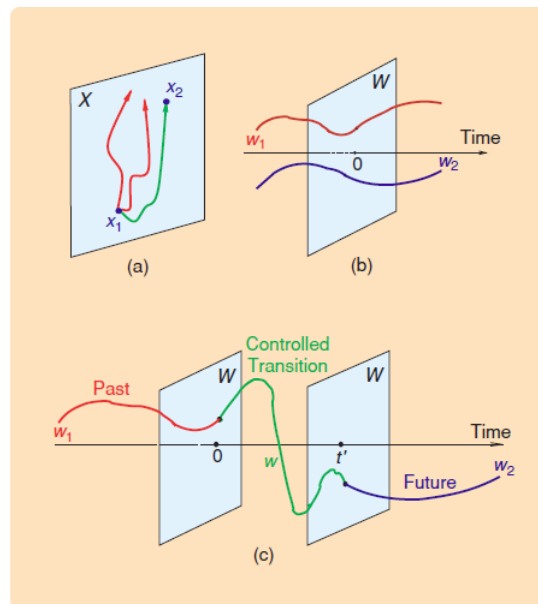 X
x2
x1
(a)
W
w1
Time
0
w2
(b)
Controlled
Transition
Past
W
W
w1
Time
0
w
t'
w2
Future
(c)